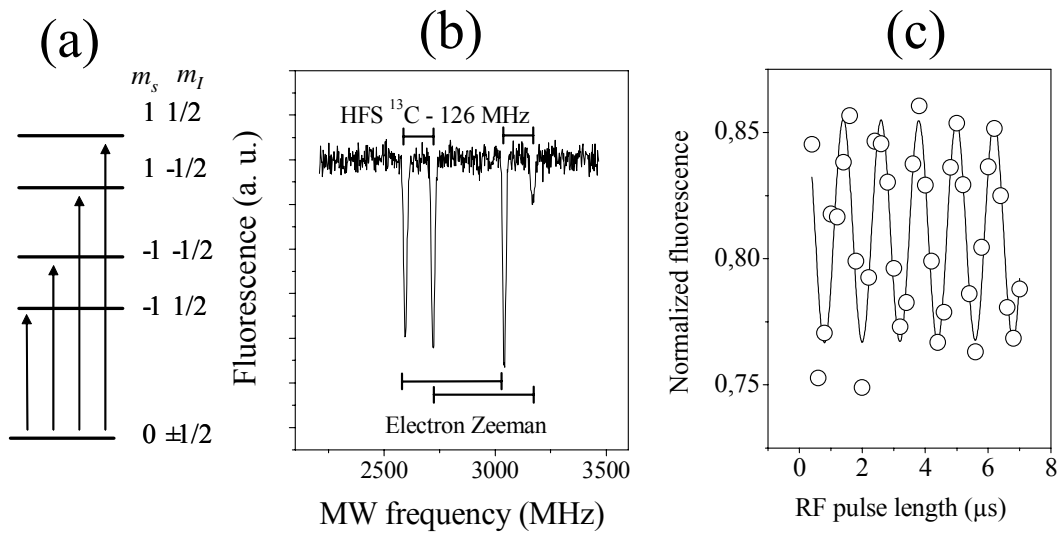 (a)
m_s m_I
1 1/2
1 -1/2
-1 -1/2
-1 1/2
0 ±1/2
(b)
HFS ¹³C - 126 MHz
Fluorescence (a. u.)
Electron Zeeman
2500 3000 3500
MW frequency (MHz)
(c)
Normalized fluorescence
0,85
0,80
0,75
0 2 4 6 8
RF pulse length (μs)